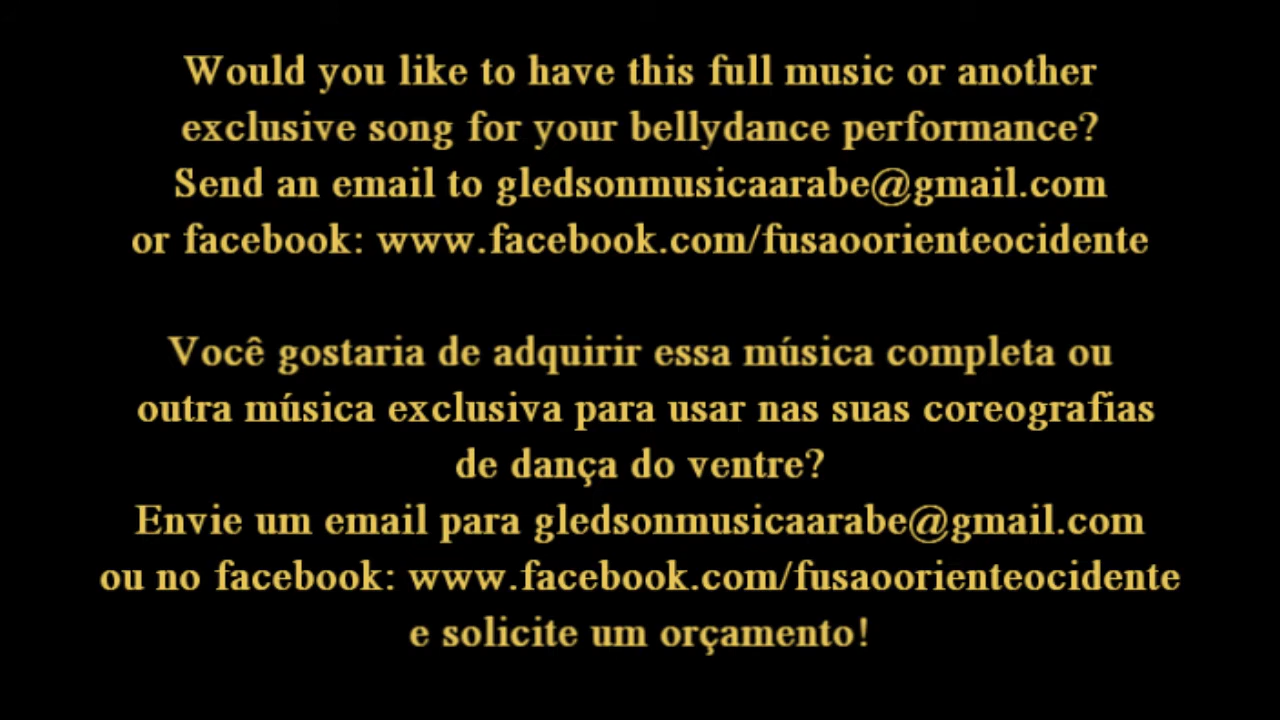 Would you like to have this full music or another
exclusive song for your bellydance performance?
Send an email to gledsonmusicaarabe@gmail.com
or facebook: www.facebook.com/fusaoorienteocidente
Você gostaria de adquirir essa música completa ou
outra música exclusiva para usar nas suas coreografias
de dança do ventre?
Envie um email para gledsonmusicaarabe@gmail.com
ou no facebook: www.facebook.com/fusaoorienteocidente
e solicite um orçamento!